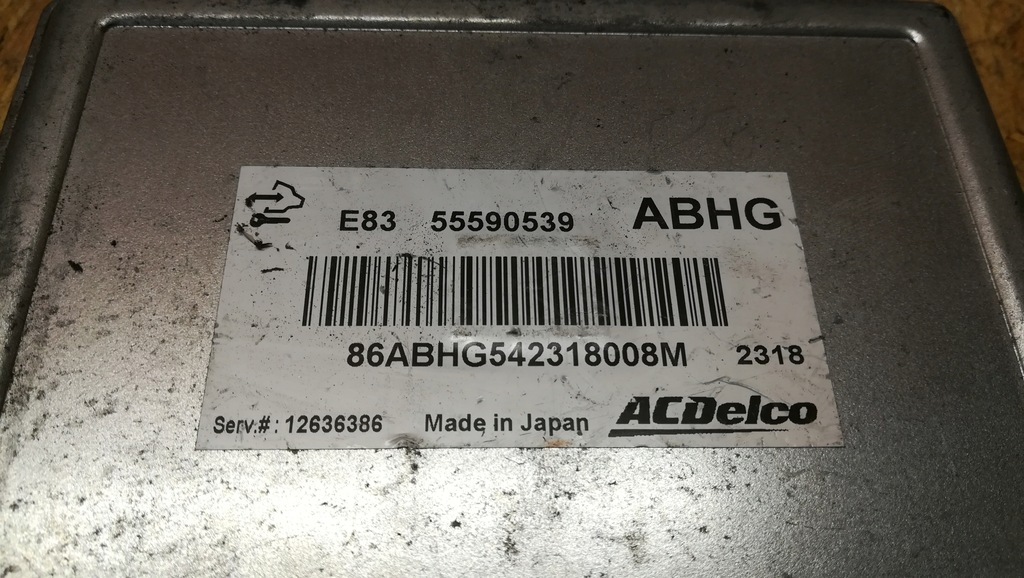 E83 55590539 ABHG
86ABHG542318008M 2318
Serv.#: 12636386 Made in Japan ACDelco